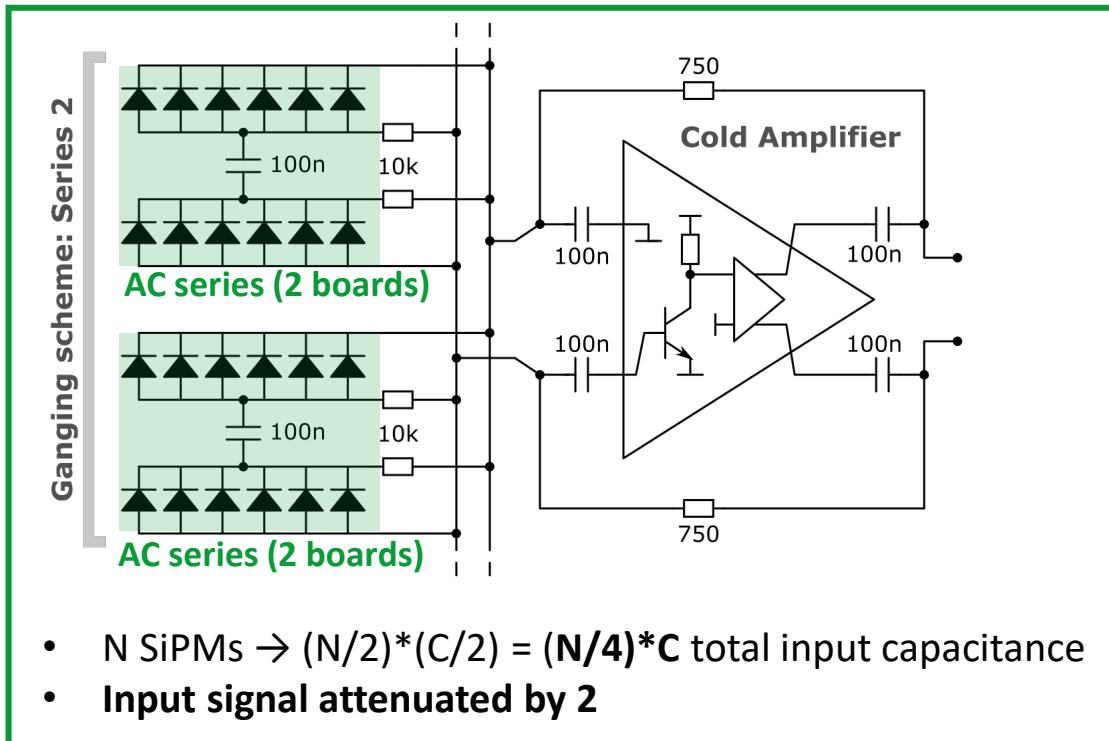 Ganging scheme: Series 2
750
Cold Amplifier
100n
10k
AC series (2 boards)
100n
100n
100n
100n
100n
10k
AC series (2 boards)
750
• N SiPMs → (N/2)*(C/2) = (N/4)*C total input capacitance
• Input signal attenuated by 2